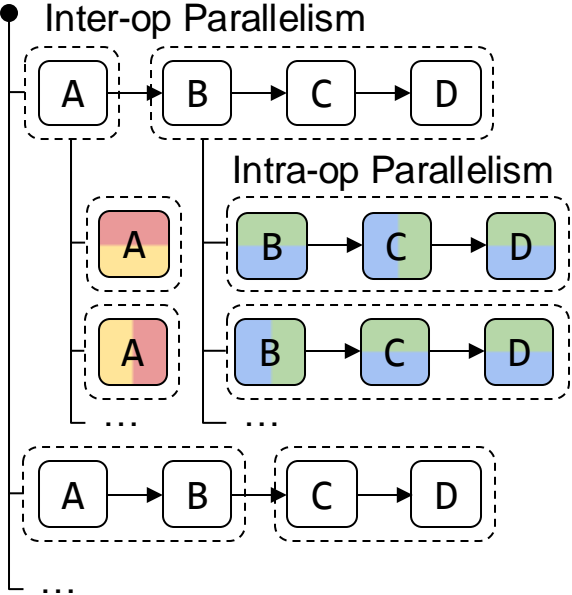 Inter-op Parallelism
A B C D
Intra-op Parallelism
A B C D
A B C D
... ...
A B C D
...